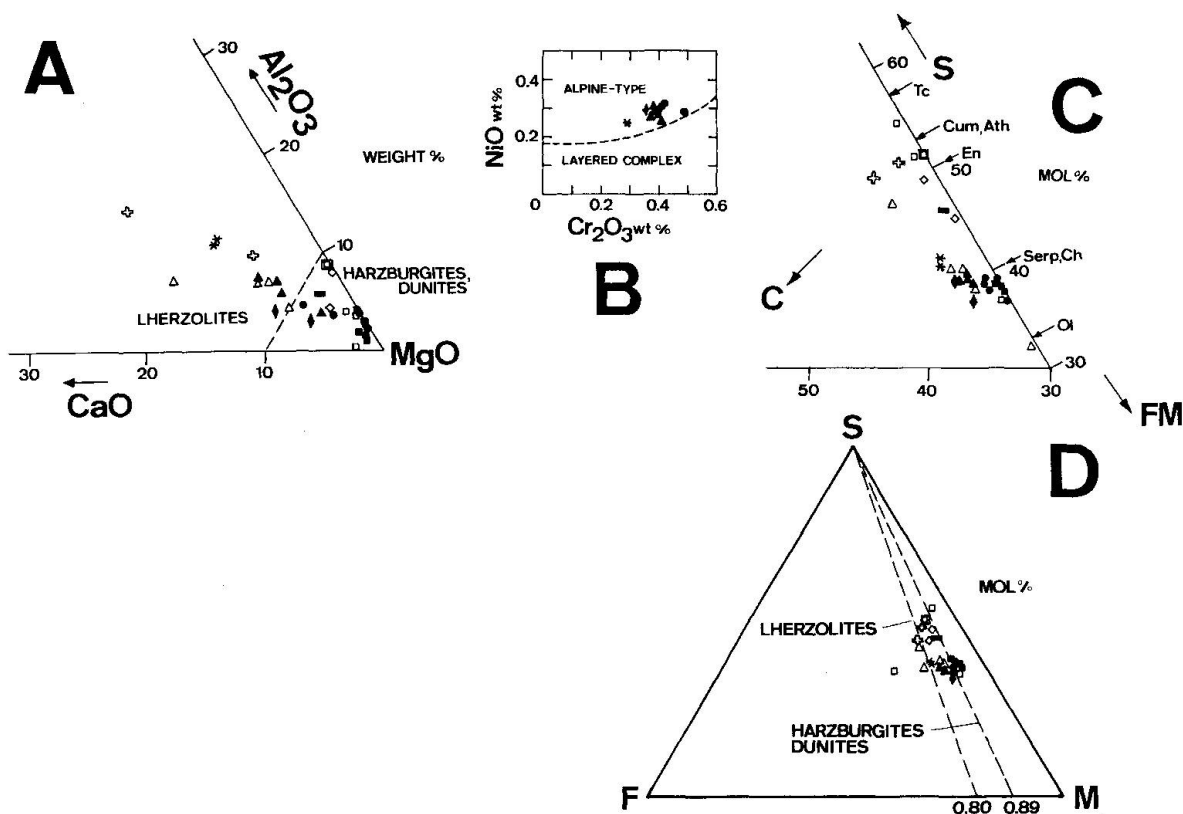 A
30
Al2O3
20
WEIGHT %
10
HARZBURGITES,
DUNITES
LHERZOLITES
MgO
30
20
10
CaO
0.4
ALPINE-TYPE
NiO wt %
0.2
LAYERED COMPLEX
0
0.2
0.4
0.6
Cr2O3 wt %
B
S
60
Tc
C
Cum,Ath
En
50
MOL %
Serp,Ch
40
C
Ol
30
50
40
30
FM
S
D
MOL %
LHERZOLITES
HARZBURGITES
DUNITES
F
0.80
0.89
M